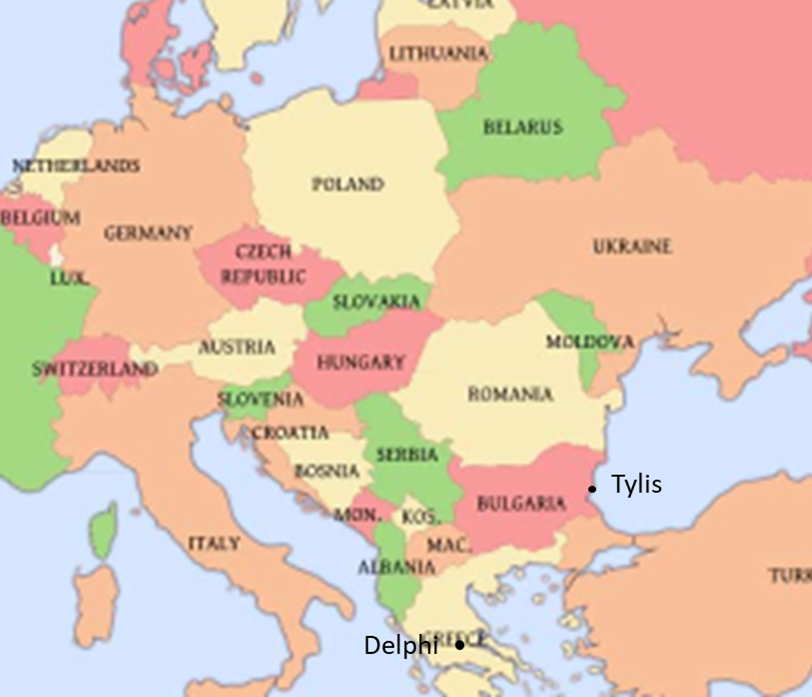 LATVIA
LITHUANIA
BELARUS
NETHERLANDS
POLAND
BELGIUM
GERMANY
UKRAINE
CZECH
REPUBLIC
LUX.
SLOVAKIA
MOLDOVA
AUSTRIA
SWITZERLAND
HUNGARY
ROMANIA
SLOVENIA
CROATIA
SERBIA
BOSNIA
Tylis
BULGARIA
MON.
KOS.
ITALY
MAC.
ALBANIA
TURK
Delphi
GREECE